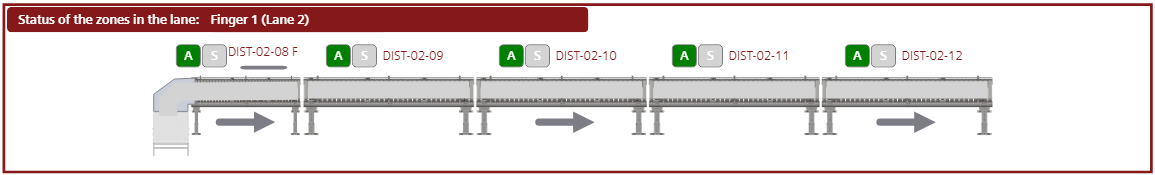 Status of the zones in the lane: Finger 1 (Lane 2)
A S DIST-02-08 F
A S DIST-02-09
A S DIST-02-10
A S DIST-02-11
A S DIST-02-12